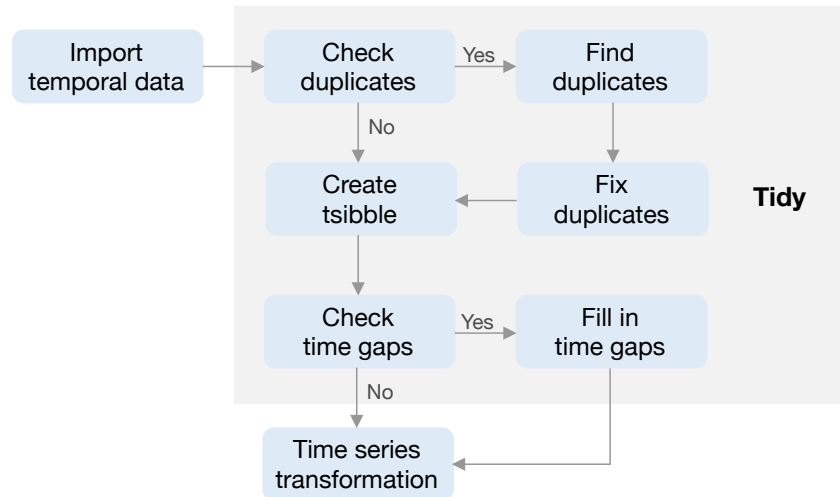 Import
temporal data
Check
duplicates
Yes
Find
duplicates
No
Create
tsibble
Fix
duplicates
Tidy
Check
time gaps
Yes
Fill in
time gaps
No
Time series
transformation